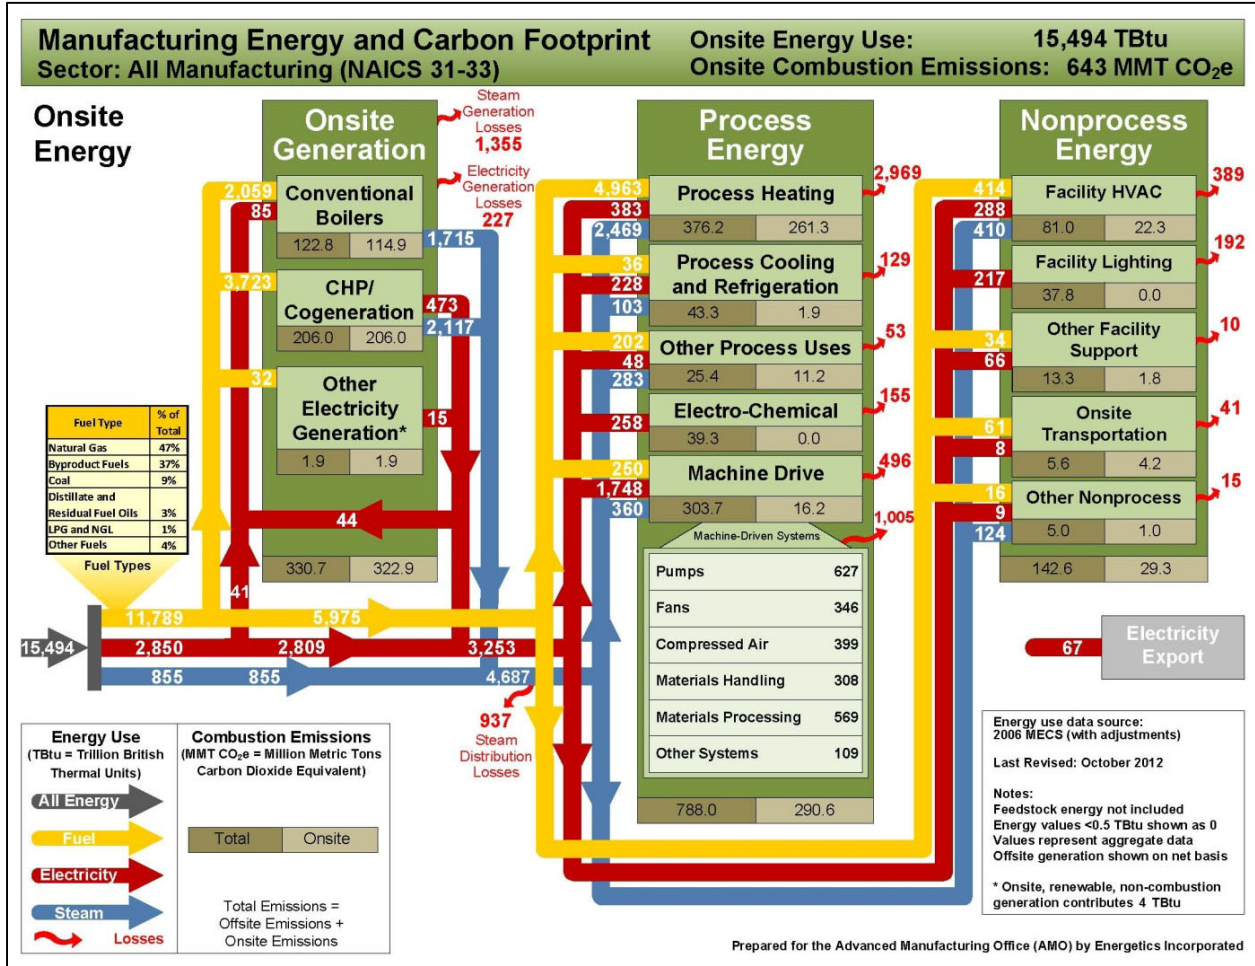 Manufacturing Energy and Carbon Footprint
Sector: All Manufacturing (NAICS 31-33)
Onsite Energy Use: 15,494 TBtu
Onsite Combustion Emissions: 643 MMT CO₂e
Onsite
Energy
Onsite
Generation
Steam
Generation
Losses
1,355
Electricity
Generation
Losses
227
2,059
85
Conventional
Boilers
122.8 114.9
1,715
3,723
CHP/
Cogeneration
206.0 206.0
473
2,117
32
Other
Electricity
Generation*
1.9 1.9
15
44
330.7 322.9
41
Fuel Type % of
Total
Natural Gas 47%
Byproduct Fuels 37%
Coal 9%
Distillate and
Residual Fuel Oils 3%
LPG and NGL 1%
Other Fuels 4%
Fuel Types
15,494
11,789 5,975
2,850 2,809 3,253
855 855 4,687
937
Steam
Distribution
Losses
Process
Energy
4,963
383
2,469
Process Heating
376.2 261.3
2,969
36
228
103
Process Cooling
and Refrigeration
43.3 1.9
129
202
48
283
Other Process Uses
25.4 11.2
53
258
Electro-Chemical
39.3 0.0
155
250
1,748
360
Machine Drive
303.7 16.2
496
Machine-Driven Systems
1,005
Pumps 627
Fans 346
Compressed Air 399
Materials Handling 308
Materials Processing 569
Other Systems 109
788.0 290.6
Nonprocess
Energy
414
288
410
Facility HVAC
81.0 22.3
389
217
Facility Lighting
37.8 0.0
192
34
66
Other Facility
Support
13.3 1.8
10
61
8
Onsite
Transportation
5.6 4.2
41
16
9
124
Other Nonprocess
5.0 1.0
15
142.6 29.3
67
Electricity
Export
Energy Use
(TBtu = Trillion British
Thermal Units)
All Energy
Fuel
Electricity
Steam
Losses
Combustion Emissions
(MMT CO₂e = Million Metric Tons
Carbon Dioxide Equivalent)
Total Onsite
Total Emissions =
Offsite Emissions +
Onsite Emissions
Energy use data source:
2006 MECS (with adjustments)
Last Revised: October 2012
Notes:
Feedstock energy not included
Energy values <0.5 TBtu shown as 0
Values represent aggregate data
Offsite generation shown on net basis
* Onsite, renewable, non-combustion
generation contributes 4 TBtu
Prepared for the Advanced Manufacturing Office (AMO) by Energetics Incorporated